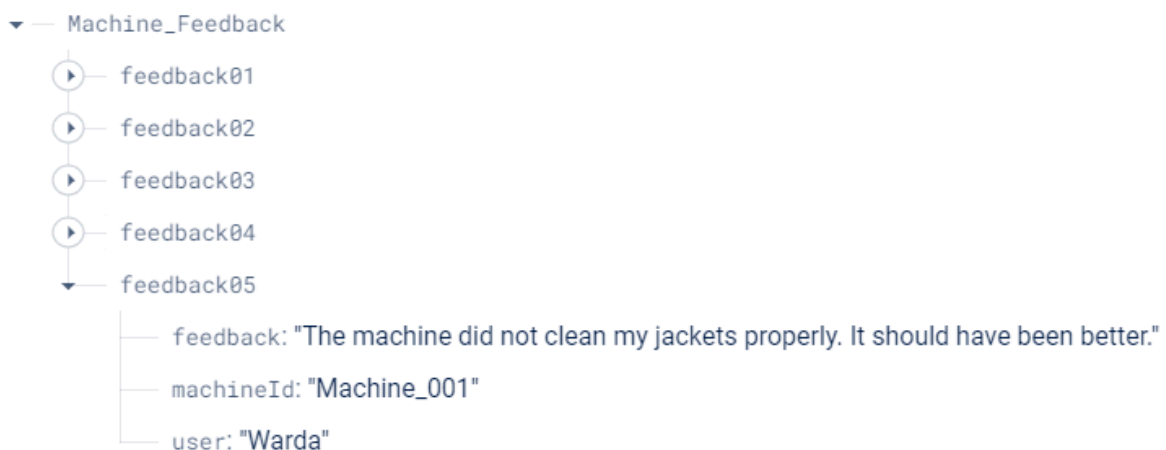 Machine_Feedback
feedback01
feedback02
feedback03
feedback04
feedback05
feedback: "The machine did not clean my jackets properly. It should have been better."
machineId: "Machine_001"
user: "Warda"